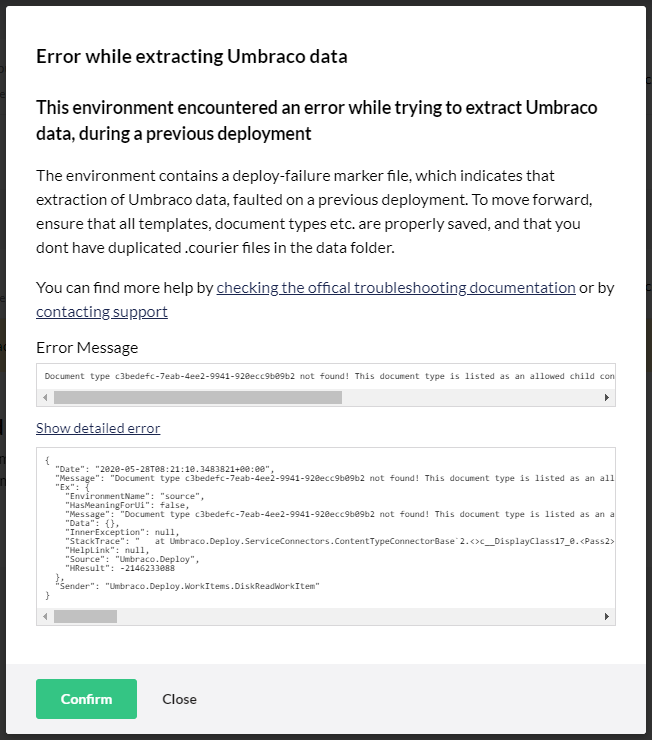 Error while extracting Umbraco data
This environment encountered an error while trying to extract Umbraco
data, during a previous deployment
The environment contains a deploy-failure marker file, which indicates that
extraction of Umbraco data, faulted on a previous deployment. To move forward,
ensure that all templates, document types etc. are properly saved, and that you
dont have duplicated .courier files in the data folder.
You can find more help by checking the offical troubleshooting documentation or by
contacting support
Error Message
Document type c3bedefc-7eab-4ee2-9941-920ecc9b09b2 not found! This document type is listed as an allowed child con
Show detailed error
{
"Date": "2020-05-28T08:21:10.3483821+00:00",
"Message": "Document type c3bedefc-7eab-4ee2-9941-920ecc9b09b2 not found! This document type is listed as an all
"Ex": {
"EnvironmentName": "source",
"HasMeaningForUi": false,
"Message": "Document type c3bedefc-7eab-4ee2-9941-920ecc9b09b2 not found! This document type is listed as an a
"Data": {},
"InnerException": null,
"StackTrace": "   at Umbraco.Deploy.ServiceConnectors.ContentTypeConnectorBase`2.<>c__DisplayClass17_0.<Pass2>
"HelpLink": null,
"Source": "Umbraco.Deploy",
"HResult": -2146233088
},
"Sender": "Umbraco.Deploy.WorkItems.DiskReadWorkItem"
}
Confirm
Close